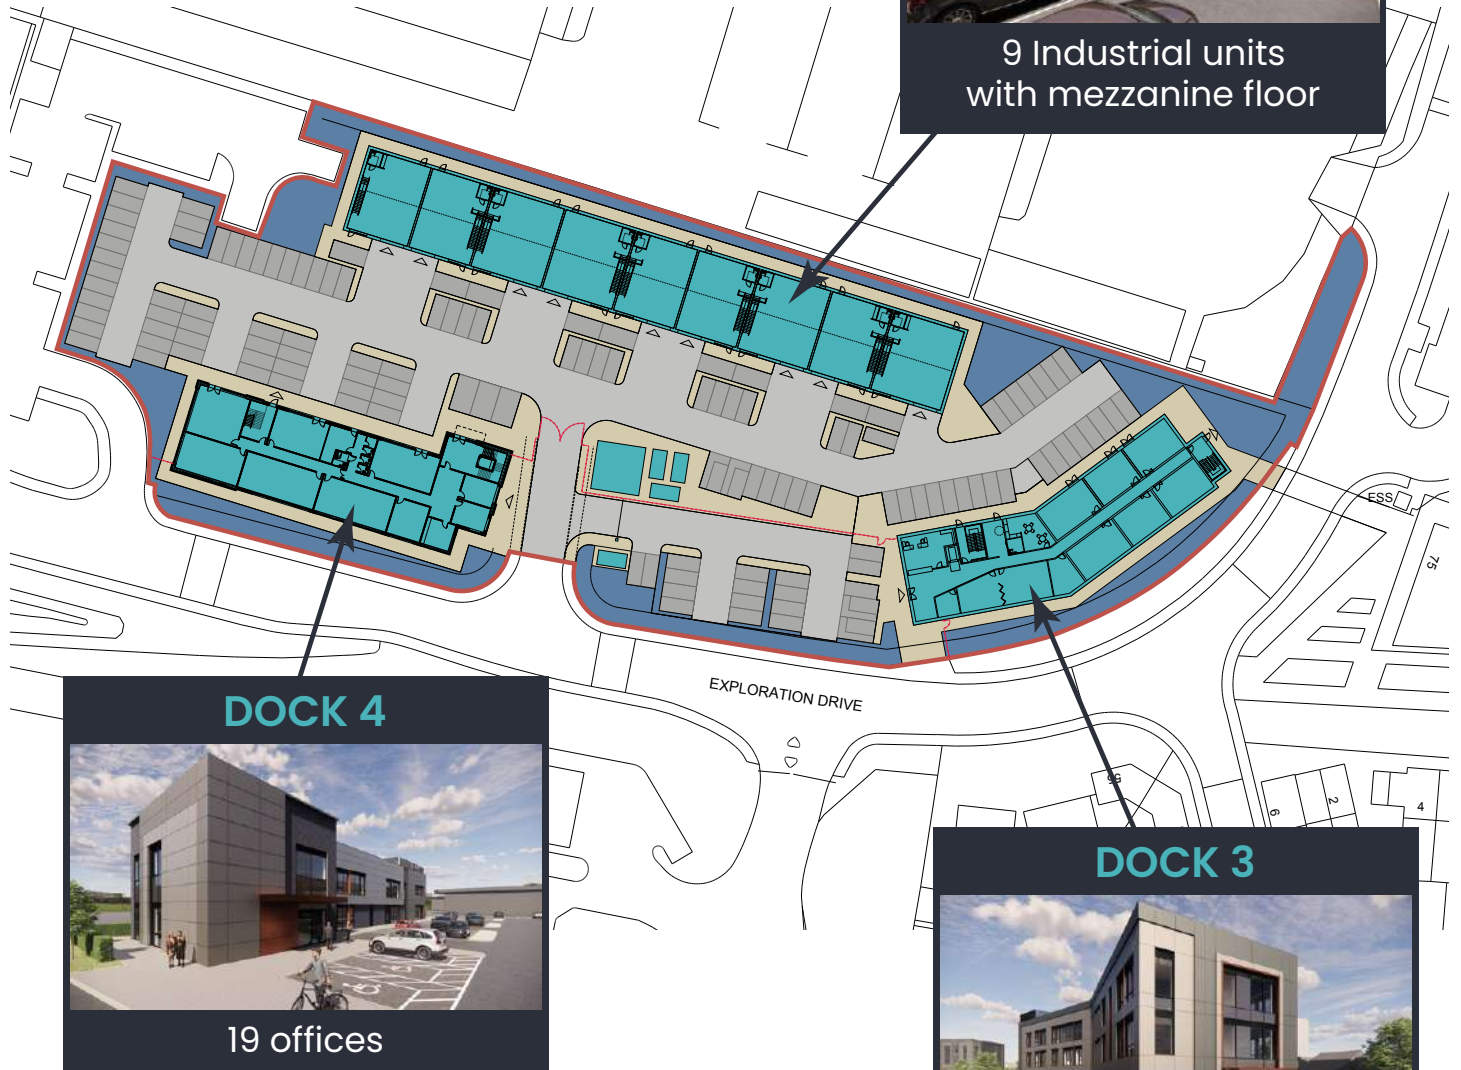 9 Industrial units
with mezzanine floor
ESS
75
EXPLORATION DRIVE
DOCK 4
55
6
2
4
DOCK 3
19 offices